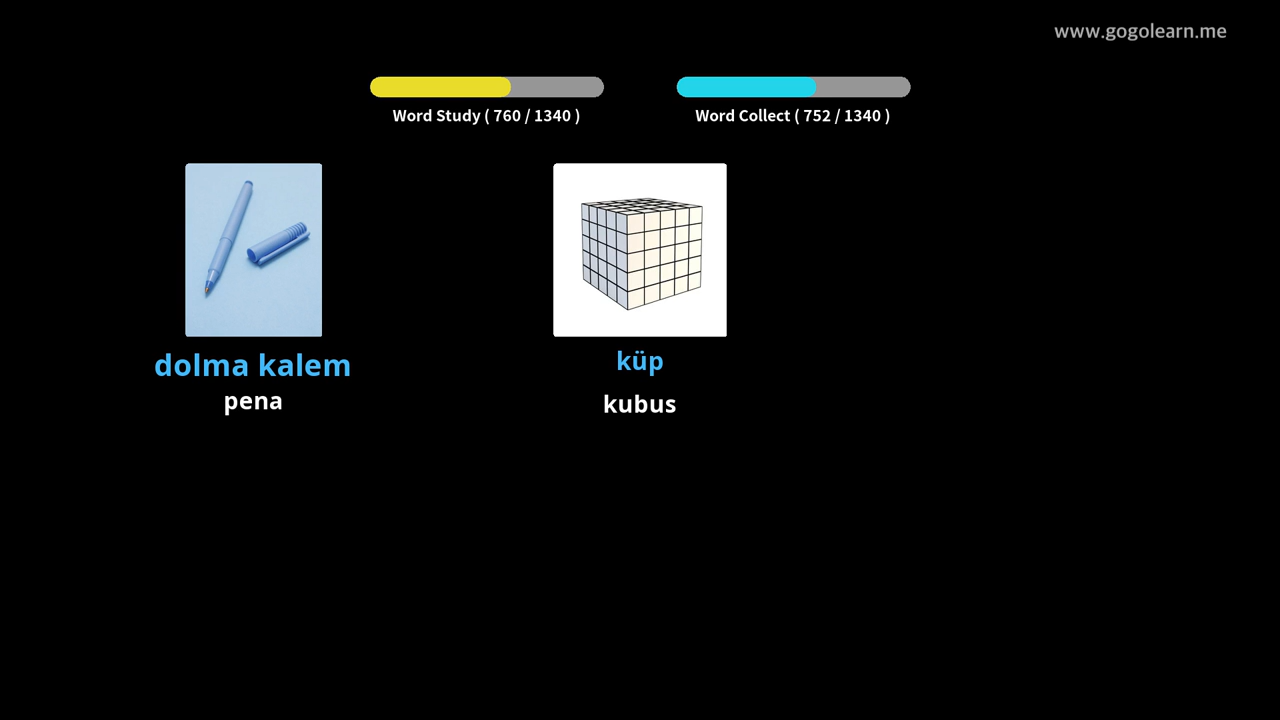 www.gogolearn.me
Word Study ( 760 / 1340 )
Word Collect ( 752 / 1340 )
dolma kalem
pena
küp
kubus